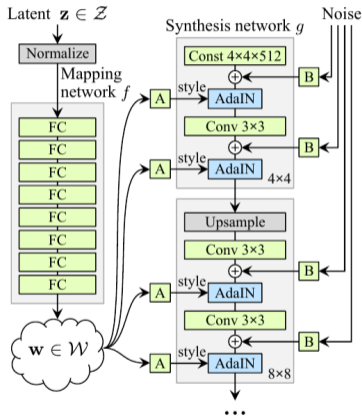 Latent z ∈ Z
Normalize
Mapping
network f
FC
FC
FC
FC
FC
FC
FC
FC
w ∈ W
Synthesis network g
Noise
Const 4×4×512
B
A
style
AdaIN
Conv 3×3
B
A
style
AdaIN
4×4
Upsample
Conv 3×3
B
A
style
AdaIN
Conv 3×3
B
A
style
AdaIN
8×8
...